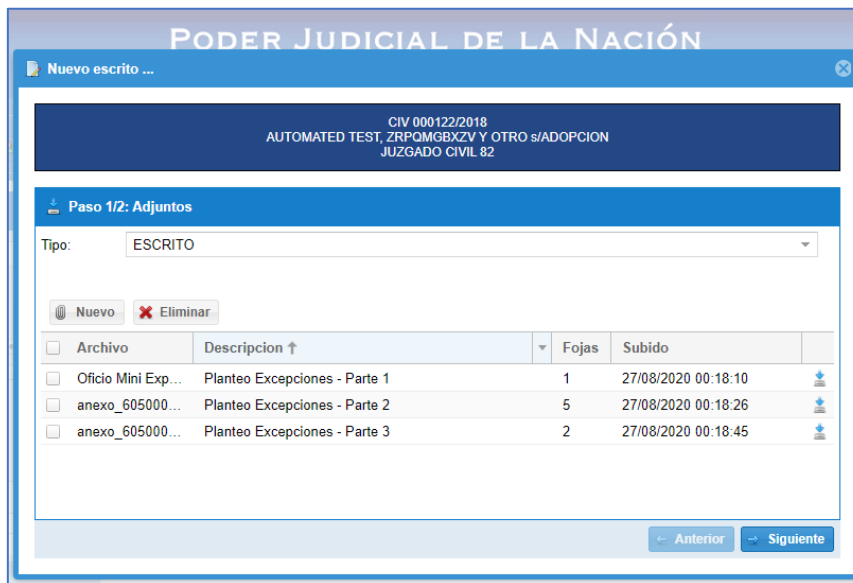 PODER JUDICIAL DE LA NACIÓN
Nuevo escrito ...
CIV 000122/2018
AUTOMATED TEST, ZRPQMGBXZV Y OTRO s/ADOPCION
JUZGADO CIVIL 82
Paso 1/2: Adjuntos
Tipo: ESCRITO
Nuevo Eliminar
Archivo Descripcion Fojas Subido
Oficio Mini Exp... Planteo Excepciones - Parte 1 1 27/08/2020 00:18:10
anexo_605000... Planteo Excepciones - Parte 2 5 27/08/2020 00:18:26
anexo_605000... Planteo Excepciones - Parte 3 2 27/08/2020 00:18:45
Anterior Siguiente